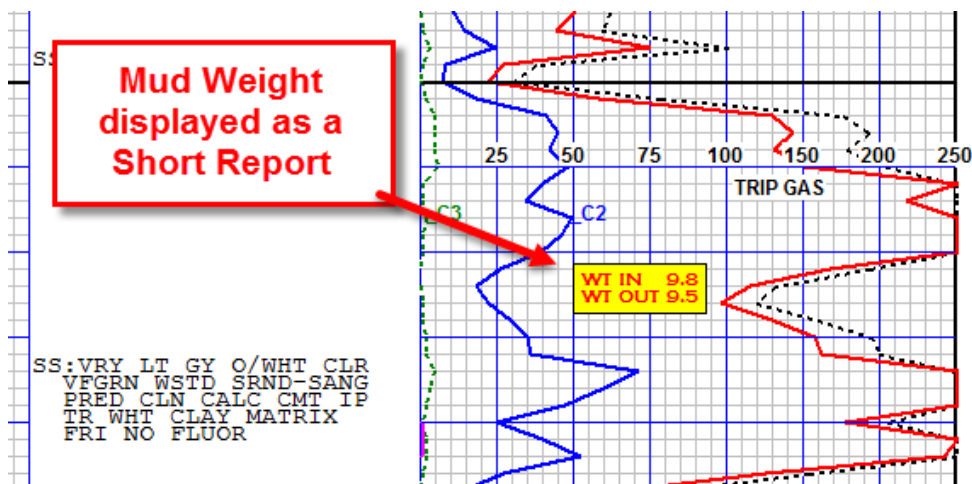 SS
Mud Weight
displayed as a
Short Report
25 50 75 100 150 200 250
TRIP GAS
C3
C2
WT IN 9.8
WT OUT 9.5
SS:VRY LT GY O/WHT CLR
VFGRN WSTD SRND-SANG
PRED CLN CALC CMT IP
TR WHT CLAY MATRIX
FRI NO FLUOR